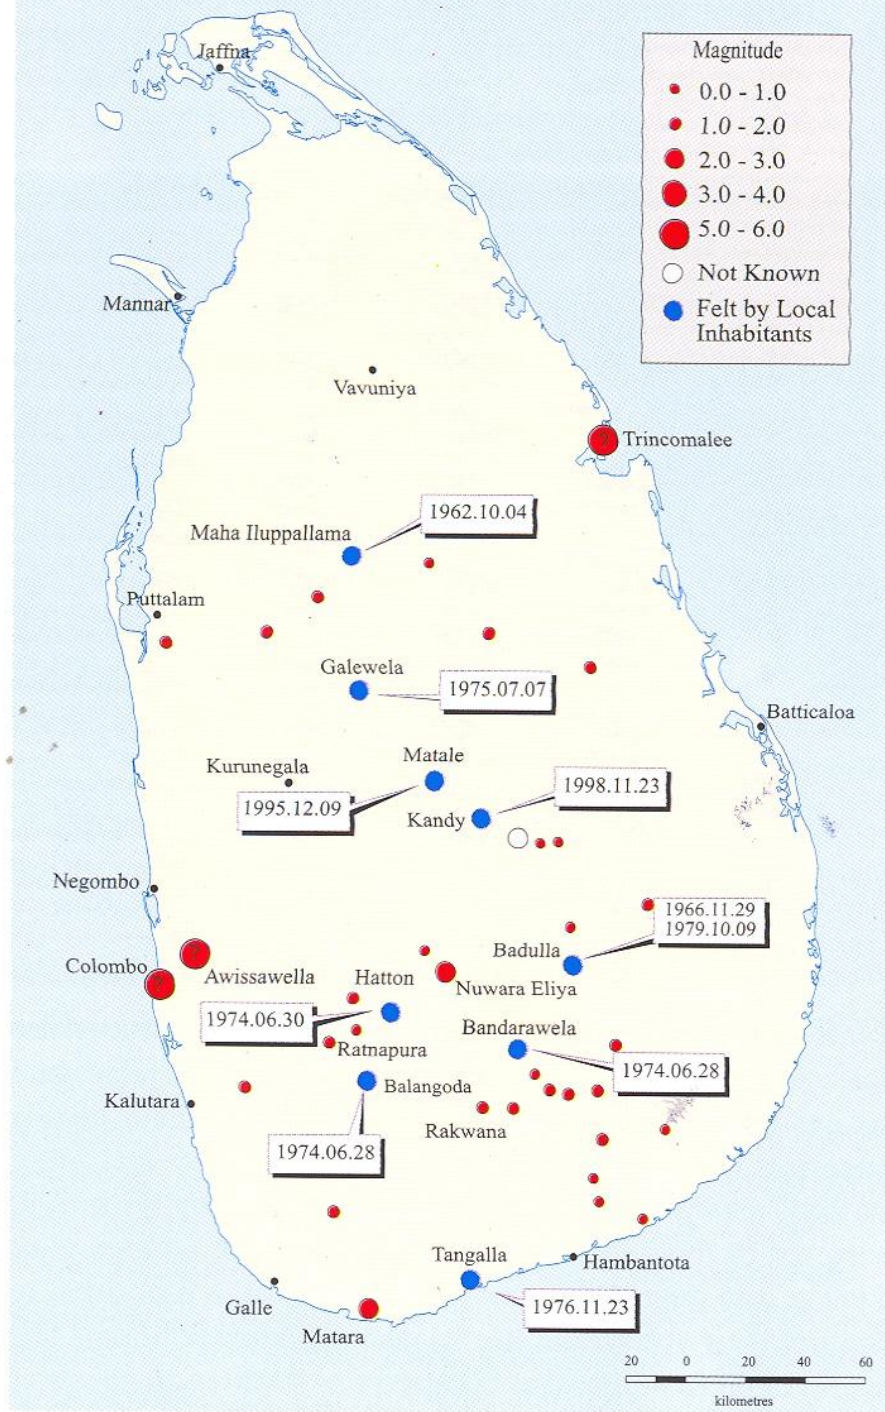 Jaffna
Magnitude
0.0 - 1.0
1.0 - 2.0
2.0 - 3.0
3.0 - 4.0
5.0 - 6.0
Not Known
Felt by Local
Inhabitants
Mannar
Vavuniya
? Trincomalee
1962.10.04
Maha Iluppallama
Puttalam
Galewela
1975.07.07
Batticaloa
Matale
Kurunegala
1998.11.23
1995.12.09
Kandy
Negombo
1966.11.29
1979.10.09
Badulla
?
Colombo
?
Awissawella
Hatton
Nuwara Eliya
1974.06.30
Bandarawela
Ratnapura
1974.06.28
Balangoda
Kalutara
Rakwana
1974.06.28
Tangalla
Hambantota
Galle
1976.11.23
Matara
20 0 20 40 60
kilometres